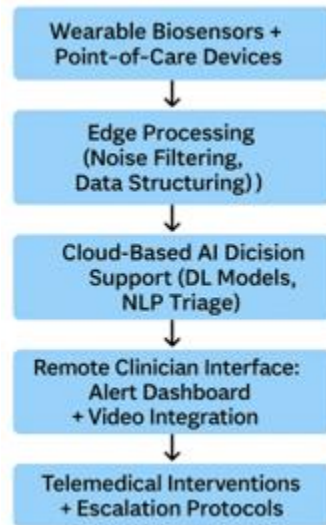 Wearable Biosensors +
Point-of-Care Devices
Edge Processing
(Noise Filtering,
Data Structuring))
Cloud-Based AI Dicision
Support (DL Models,
NLP Triage)
Remote Clinician Interface:
Alert Dashboard
+ Video Integration
Telemedical Interventions
+ Escalation Protocols